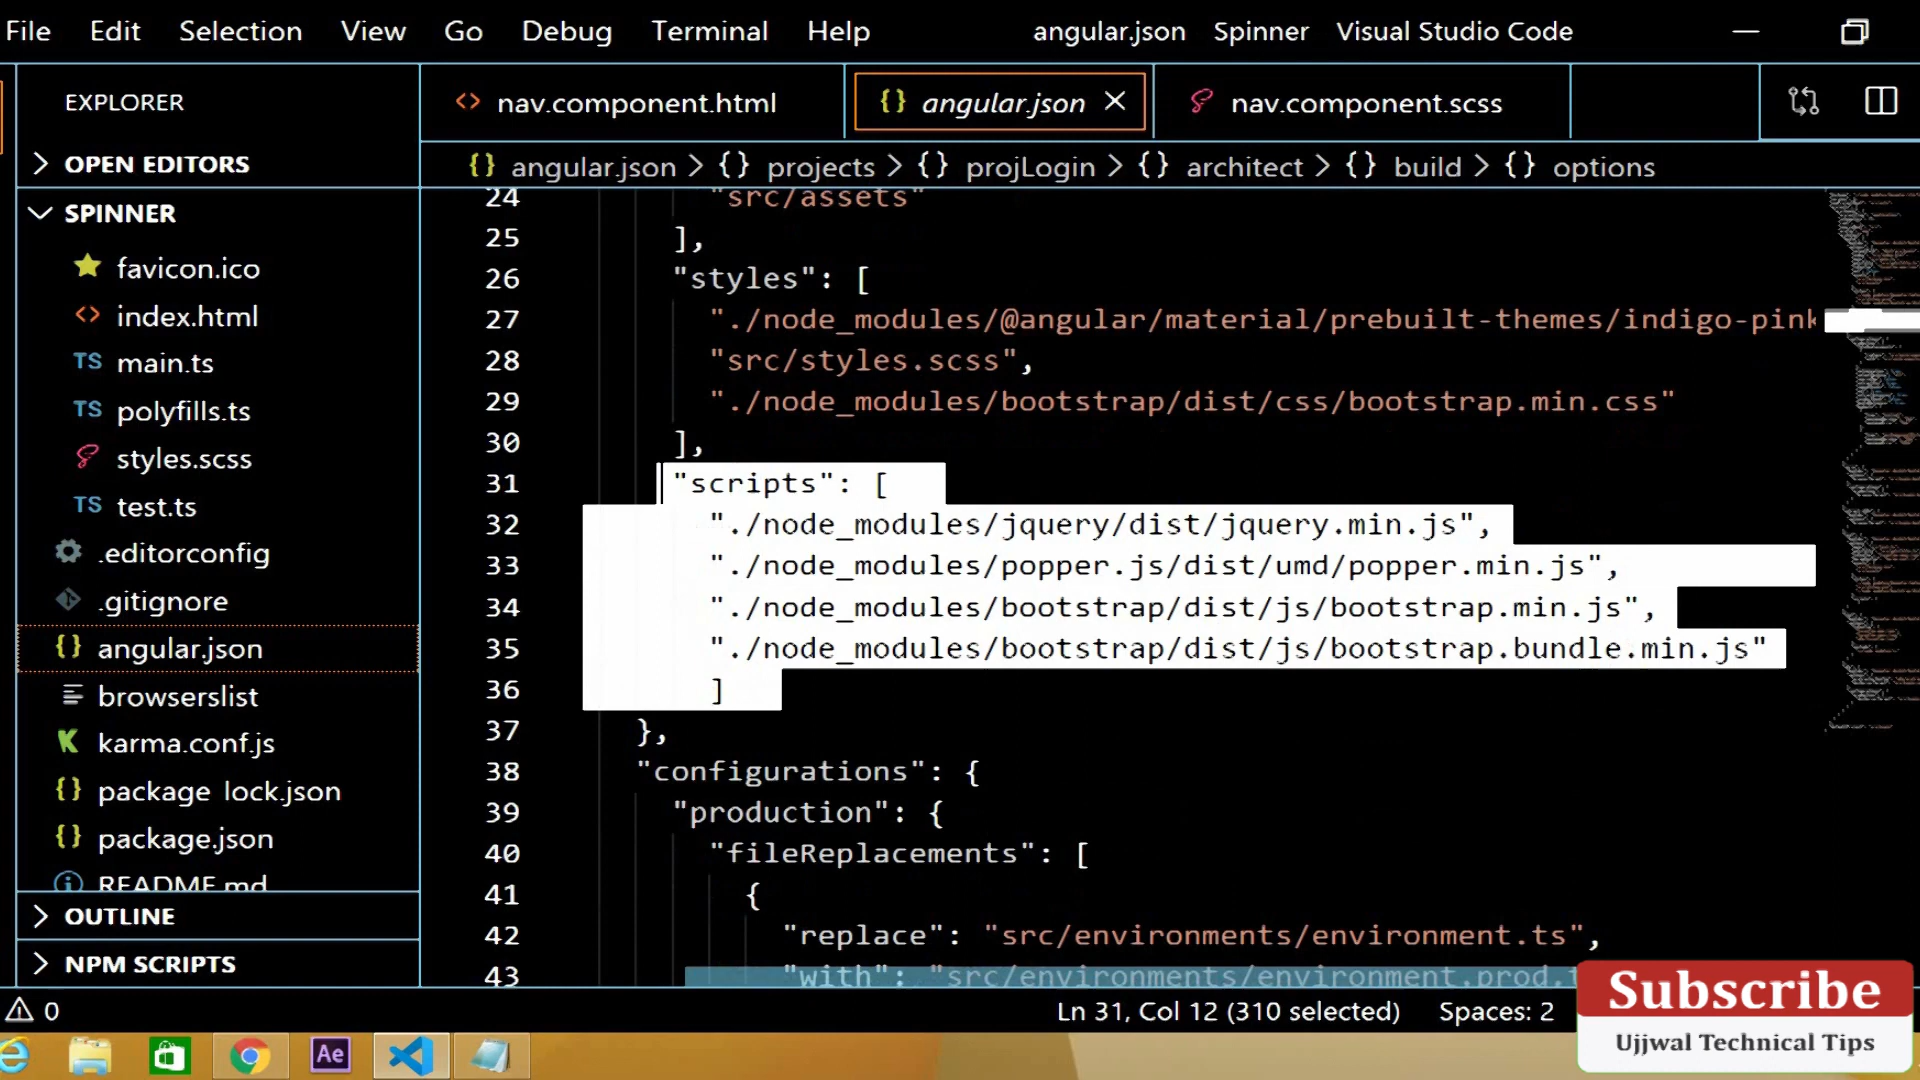 File Edit Selection View Go Debug Terminal Help angular.json Spinner Visual Studio Code
EXPLORER
OPEN EDITORS
SPINNER
favicon.ico
index.html
TS main.ts
TS polyfills.ts
styles.scss
TS test.ts
.editorconfig
.gitignore
{} angular.json
browserslist
karma.conf.js
{} package lock.json
{} package.json
README.md
OUTLINE
NPM SCRIPTS
<> nav.component.html {} angular.json nav.component.scss
{} angular.json > {} projects > {} projLogin > {} architect > {} build > {} options
24 "src/assets"
25 ],
26 "styles": [
27 "./node_modules/@angular/material/prebuilt-themes/indigo-pink
28 "src/styles.scss",
29 "./node_modules/bootstrap/dist/css/bootstrap.min.css"
30 ],
31 "scripts": [
32 "./node_modules/jquery/dist/jquery.min.js",
33 "./node_modules/popper.js/dist/umd/popper.min.js",
34 "./node_modules/bootstrap/dist/js/bootstrap.min.js",
35 "./node_modules/bootstrap/dist/js/bootstrap.bundle.min.js"
36 ]
37 },
38 "configurations": {
39 "production": {
40 "fileReplacements": [
41 {
42 "replace": "src/environments/environment.ts",
43 "with": "src/environments/environment.prod.t
0 Ln 31, Col 12 (310 selected) Spaces: 2
Ae
Subscribe
Ujjwal Technical Tips